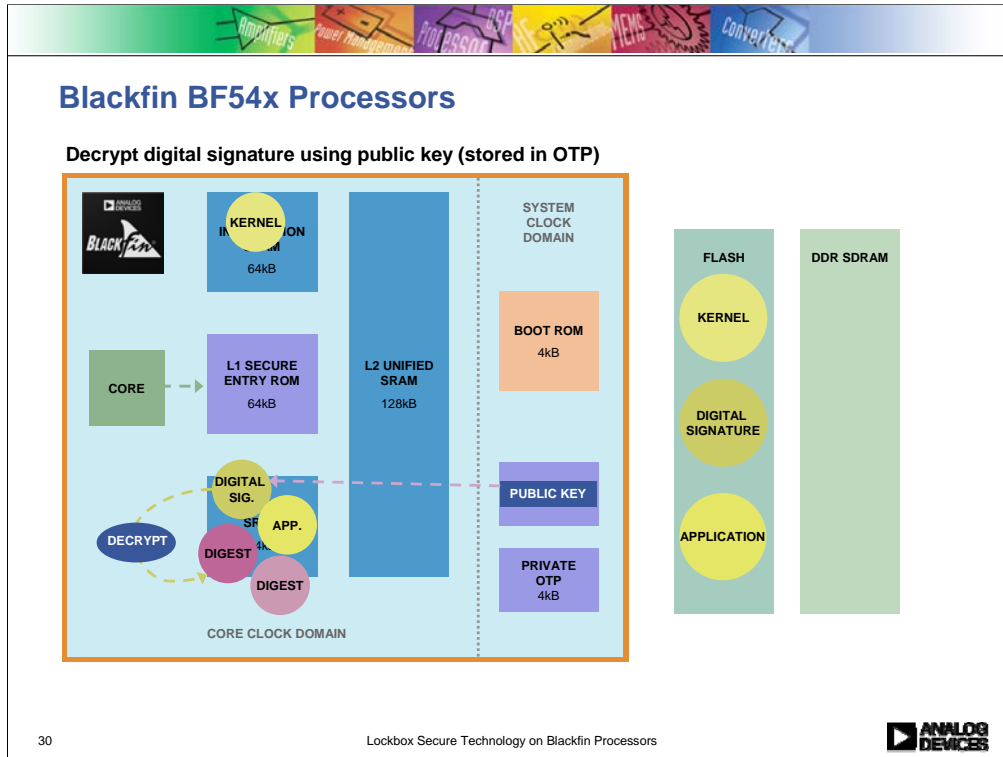 Amplifiers Power Management Processor DSP RF MEMS Converters
Blackfin BF54x Processors
Decrypt digital signature using public key (stored in OTP)
ANALOG
DEVICES
BLACKfin
KERNEL
64kB
CORE
L1 SECURE
ENTRY ROM
64kB
L2 UNIFIED
SRAM
128kB
DIGITAL
SIG.
APP.
DECRYPT
DIGEST
DIGEST
CORE CLOCK DOMAIN
SYSTEM
CLOCK
DOMAIN
BOOT ROM
4kB
PUBLIC KEY
PRIVATE
OTP
4kB
FLASH
KERNEL
DIGITAL
SIGNATURE
APPLICATION
DDR SDRAM
30
Lockbox Secure Technology on Blackfin Processors
ANALOG
DEVICES